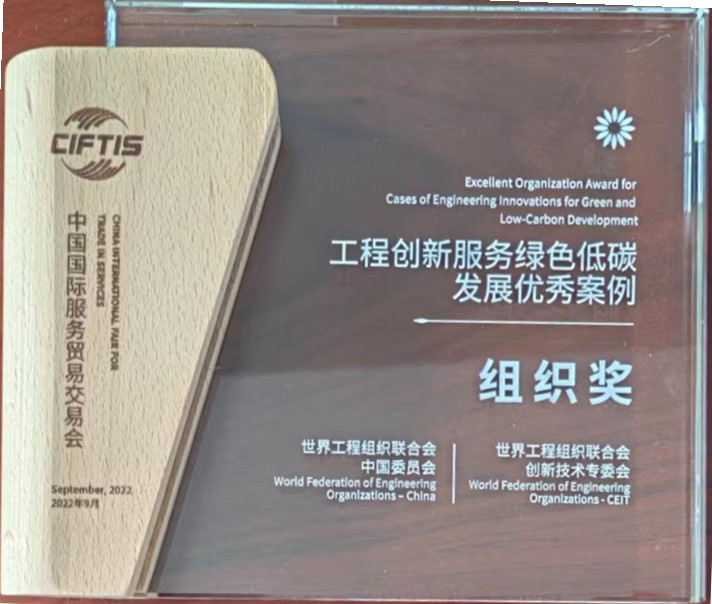 CIFTIS
中国国际服务贸易交易会
CHINA INTERNATIONAL FAIR FOR
TRADE IN SERVICES
September, 2022
2022年9月
Excellent Organization Award for
Cases of Engineering Innovations for Green and
Low-Carbon Development
工程创新服务绿色低碳
发展优秀案例
组织奖
世界工程组织联合会
中国委员会
World Federation of Engineering
Organizations – China
世界工程组织联合会
创新技术专委会
World Federation of Engineering
Organizations - CEIT